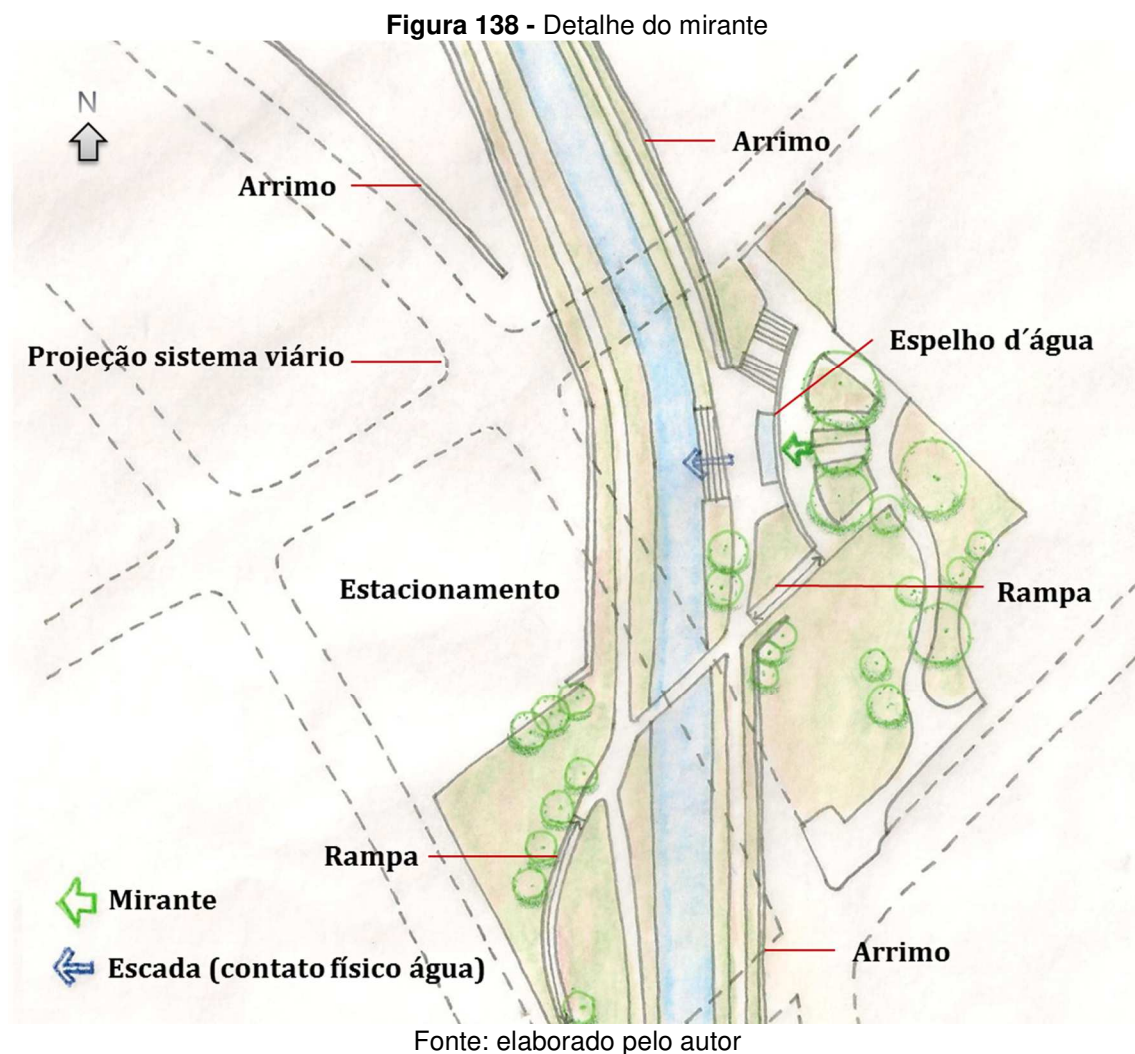 Figura 138 - Detalhe do mirante
N
Arrimo
Arrimo
Espelho d´água
Projeção sistema viário
Estacionamento
Rampa
Rampa
Mirante
Arrimo
Escada (contato físico água)
Fonte: elaborado pelo autor